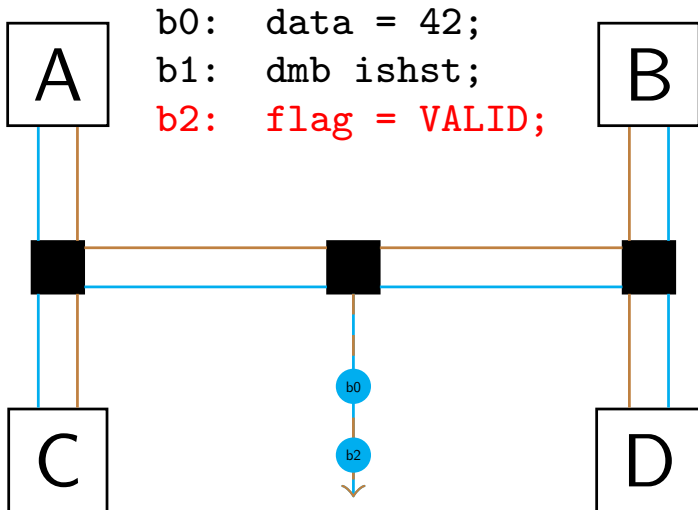 b0: data = 42;
A
b1: dmb ishst;
B
b2: flag = VALID;
b0
b2
C
D